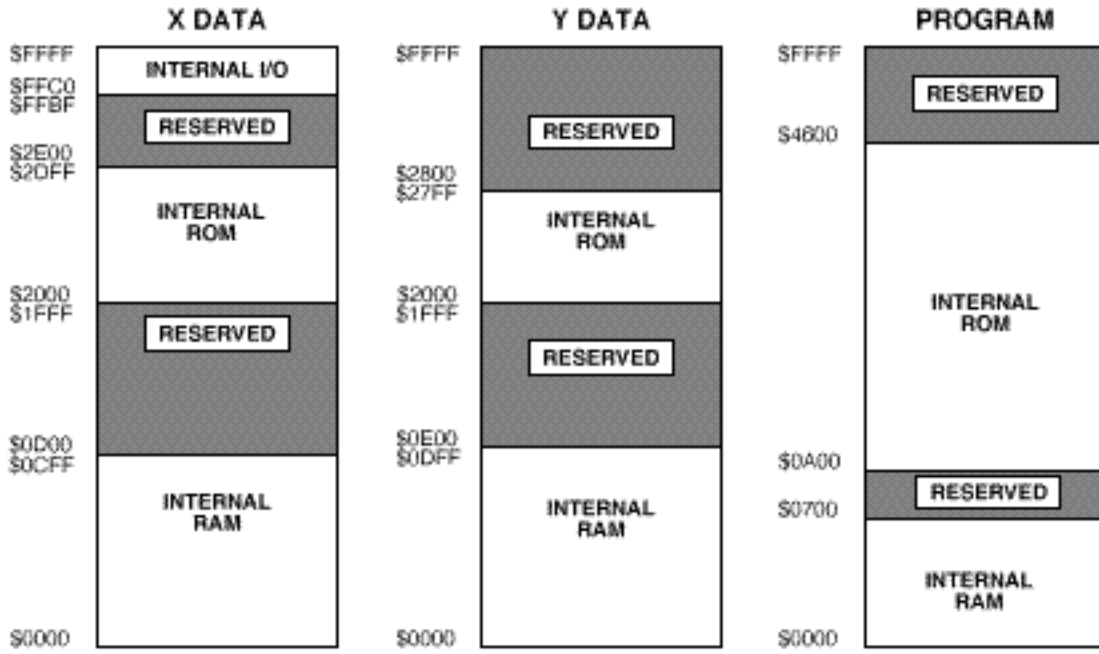 X DATA
$FFFF
INTERNAL I/O
$FFC0
$FFBF
RESERVED
$2E00
$2DFF
INTERNAL
ROM
$2000
$1FFF
RESERVED
$0D00
$0CFF
INTERNAL
RAM
$0000
Y DATA
$FFFF
RESERVED
$2800
$27FF
INTERNAL
ROM
$2000
$1FFF
RESERVED
$0E00
$0DFF
INTERNAL
RAM
$0000
PROGRAM
$FFFF
RESERVED
$4600
INTERNAL
ROM
$0A00
RESERVED
$0700
INTERNAL
RAM
$0000